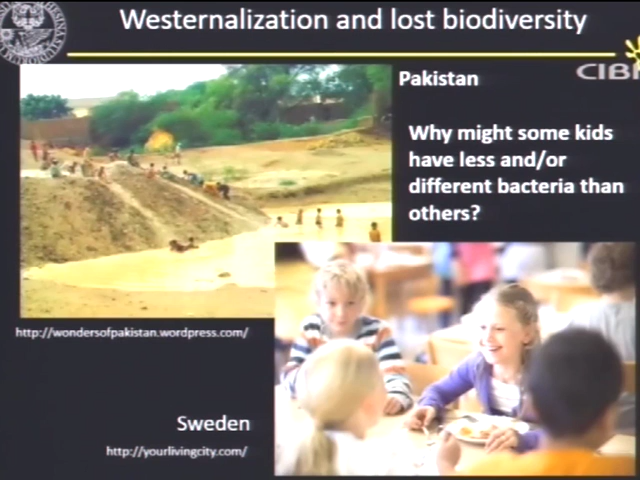 Westernalization and lost biodiversity
Pakistan
Why might some kids
have less and/or
different bacteria than
others?
http://wondersofpakistan.wordpress.com/
Sweden
http://yourlivingcity.com/